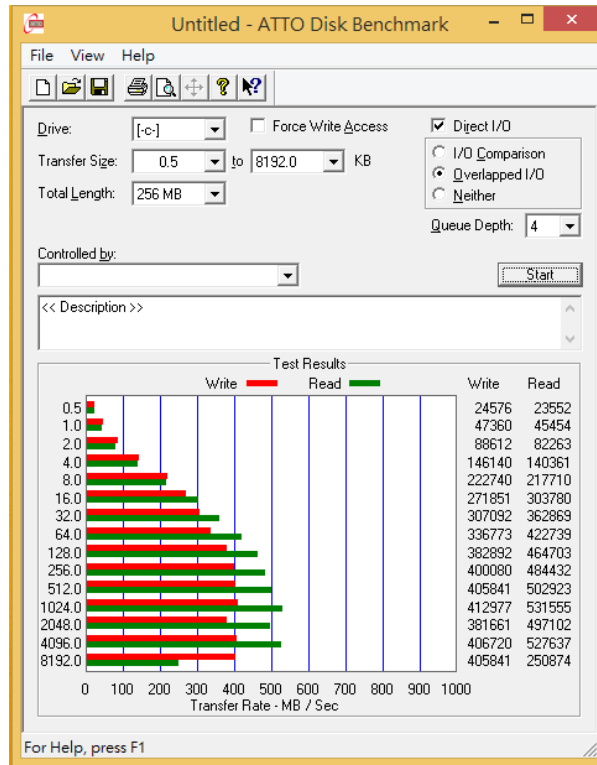 Untitled - ATTO Disk Benchmark
File View Help
Drive: [-c-] Force Write Access Direct I/O
Transfer Size: 0.5 to 8192.0 KB I/O Comparison
Overlapped I/O
Total Length: 256 MB Neither
Queue Depth: 4
Controlled by:
Start
<< Description >>
Test Results
Write Read Write Read
0.5 24576 23552
1.0 47360 45454
2.0 88612 82263
4.0 146140 140361
8.0 222740 217710
16.0 271851 303780
32.0 307092 362869
64.0 336773 422739
128.0 382892 464703
256.0 400080 484432
512.0 405841 502923
1024.0 412977 531555
2048.0 381661 497102
4096.0 406720 527637
8192.0 405841 250874
0 100 200 300 400 500 600 700 800 900 1000
Transfer Rate - MB / Sec
For Help, press F1